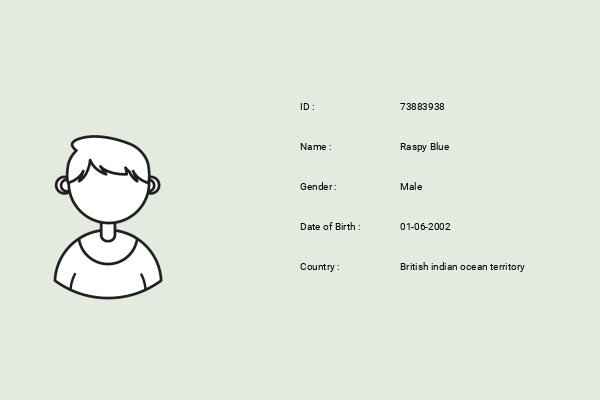 ID : 73883938
Name : Raspy Blue
Gender : Male
Date of Birth : 01-06-2002
Country : British indian ocean territory